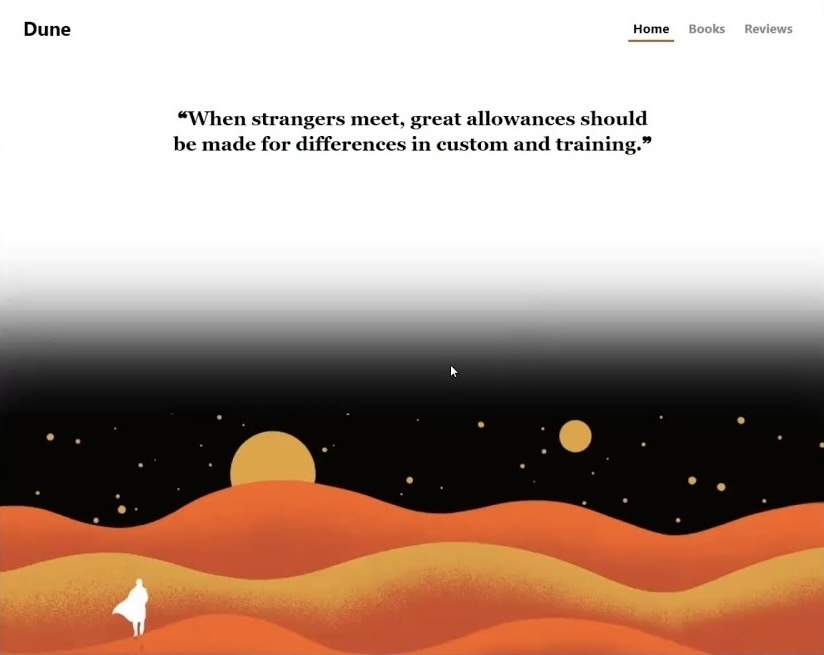 Dune
Home Books Reviews
❝When strangers meet, great allowances should
be made for differences in custom and training.❞